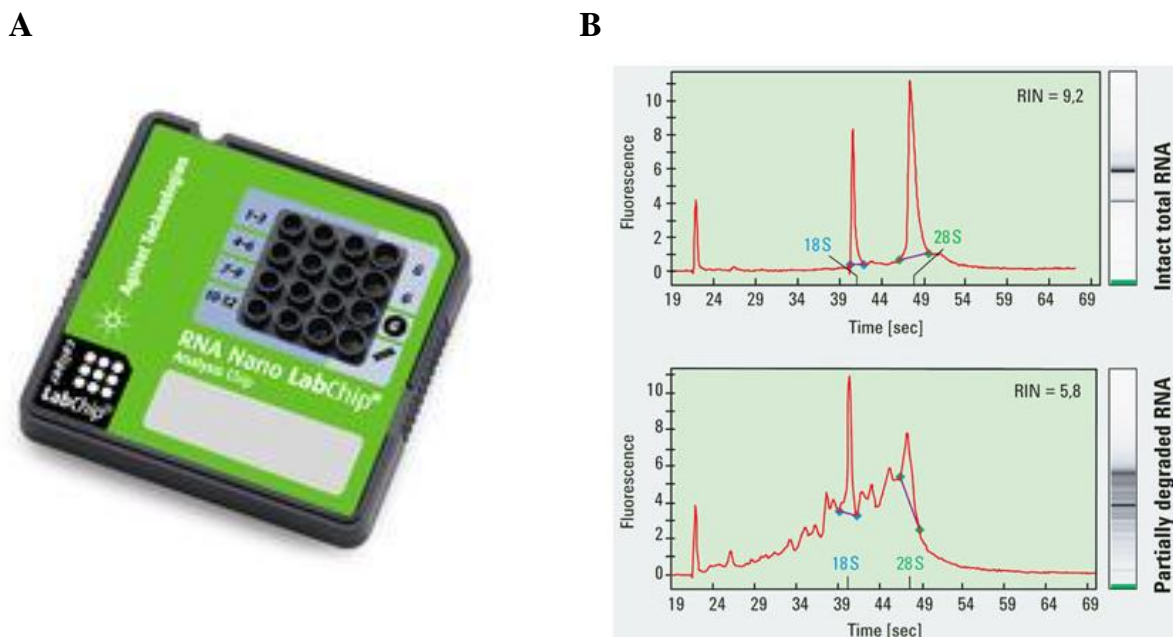 A
B
Agilent Technologies
1-3
4-6
7-9
10-12
G
G
G
RNA Nano LabChip®
Analysis Chip
caliper
LabChip®
RIN = 9,2
Fluorescence
10
8
6
4
2
0
18S
28S
19 24 29 34 39 44 49 54 59 64 69
Time [sec]
Intact total RNA
RIN = 5,8
Fluorescence
10
8
6
4
2
0
18S
28S
19 24 29 34 39 44 49 54 59 64 69
Time [sec]
Partially degraded RNA